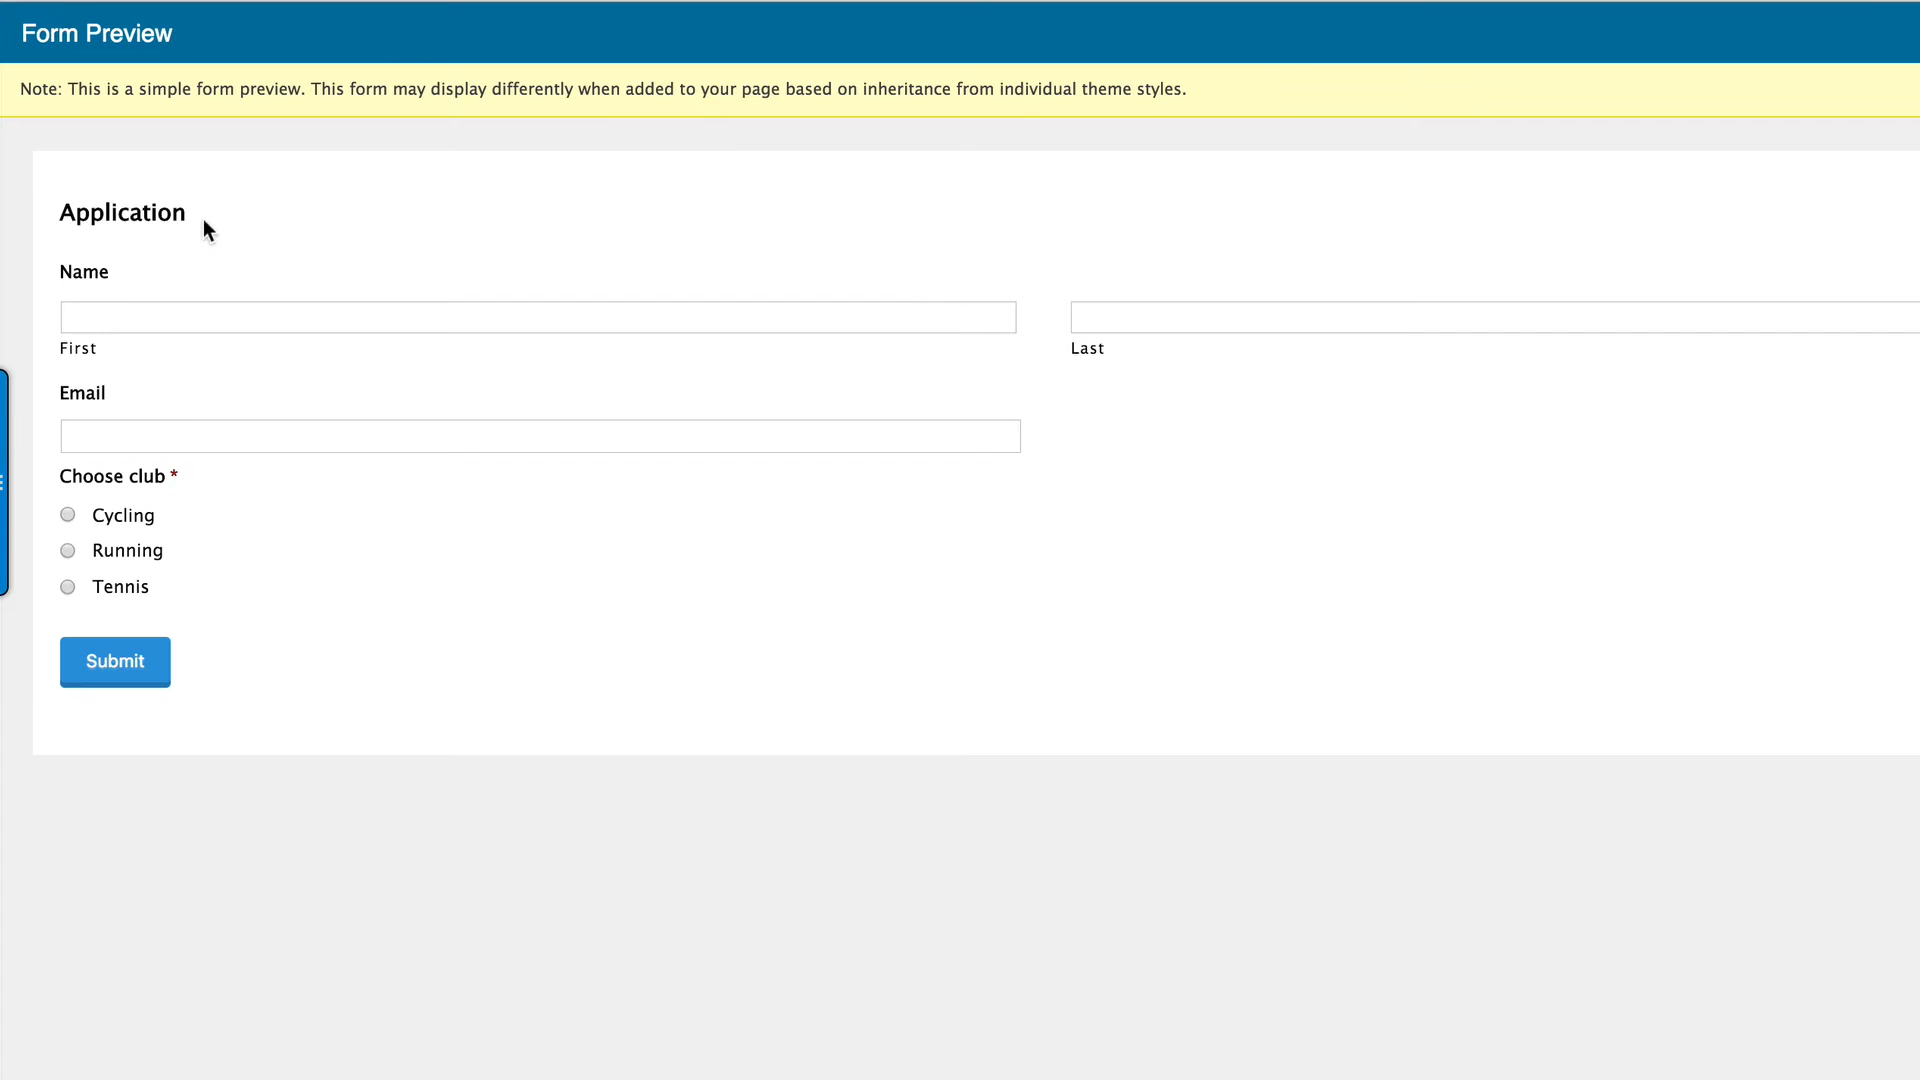 Form Preview
Note: This is a simple form preview. This form may display differently when added to your page based on inheritance from individual theme styles.
Application
Name
First Last
Email
Choose club *
Cycling
Running
Tennis
Submit